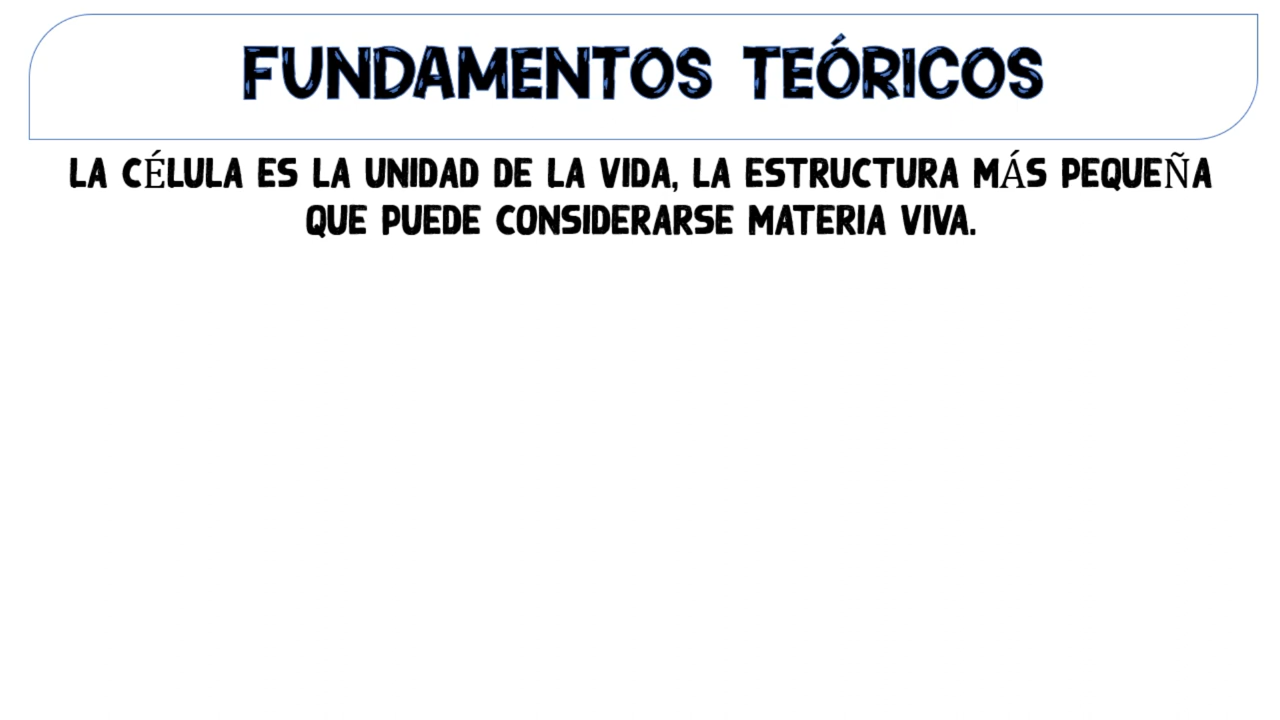 FUNDAMENTOS TEÓRICOS
LA CÉLULA ES LA UNIDAD DE LA VIDA, LA ESTRUCTURA MÁS PEQUEÑA
QUE PUEDE CONSIDERARSE MATERIA VIVA.